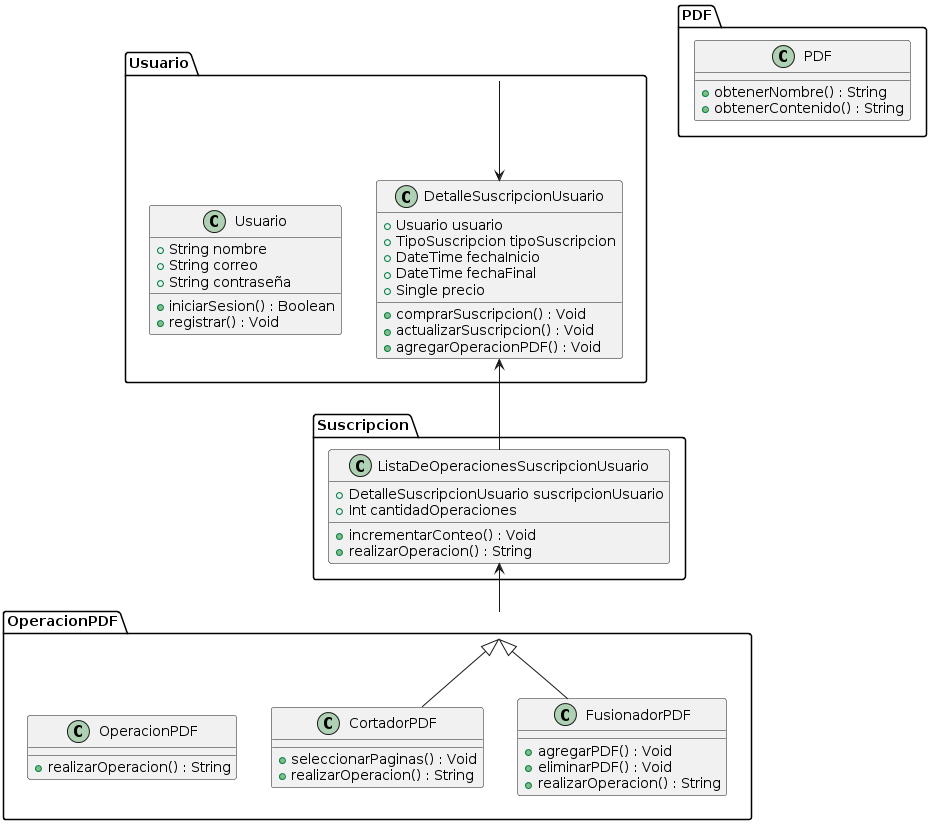 PDF
C PDF
obtenerNombre() : String
obtenerContenido() : String
Usuario
C Usuario
String nombre
String correo
String contraseña
iniciarSesion() : Boolean
registrar() : Void
C DetalleSuscripcionUsuario
Usuario usuario
TipoSuscripcion tipoSuscripcion
DateTime fechaInicio
DateTime fechaFinal
Single precio
comprarSuscripcion() : Void
actualizarSuscripcion() : Void
agregarOperacionPDF() : Void
Suscripcion
C ListaDeOperacionesSuscripcionUsuario
DetalleSuscripcionUsuario suscripcionUsuario
Int cantidadOperaciones
incrementarConteo() : Void
realizarOperacion() : String
OperacionPDF
C OperacionPDF
realizarOperacion() : String
C CortadorPDF
seleccionarPaginas() : Void
realizarOperacion() : String
C FusionadorPDF
agregarPDF() : Void
eliminarPDF() : Void
realizarOperacion() : String